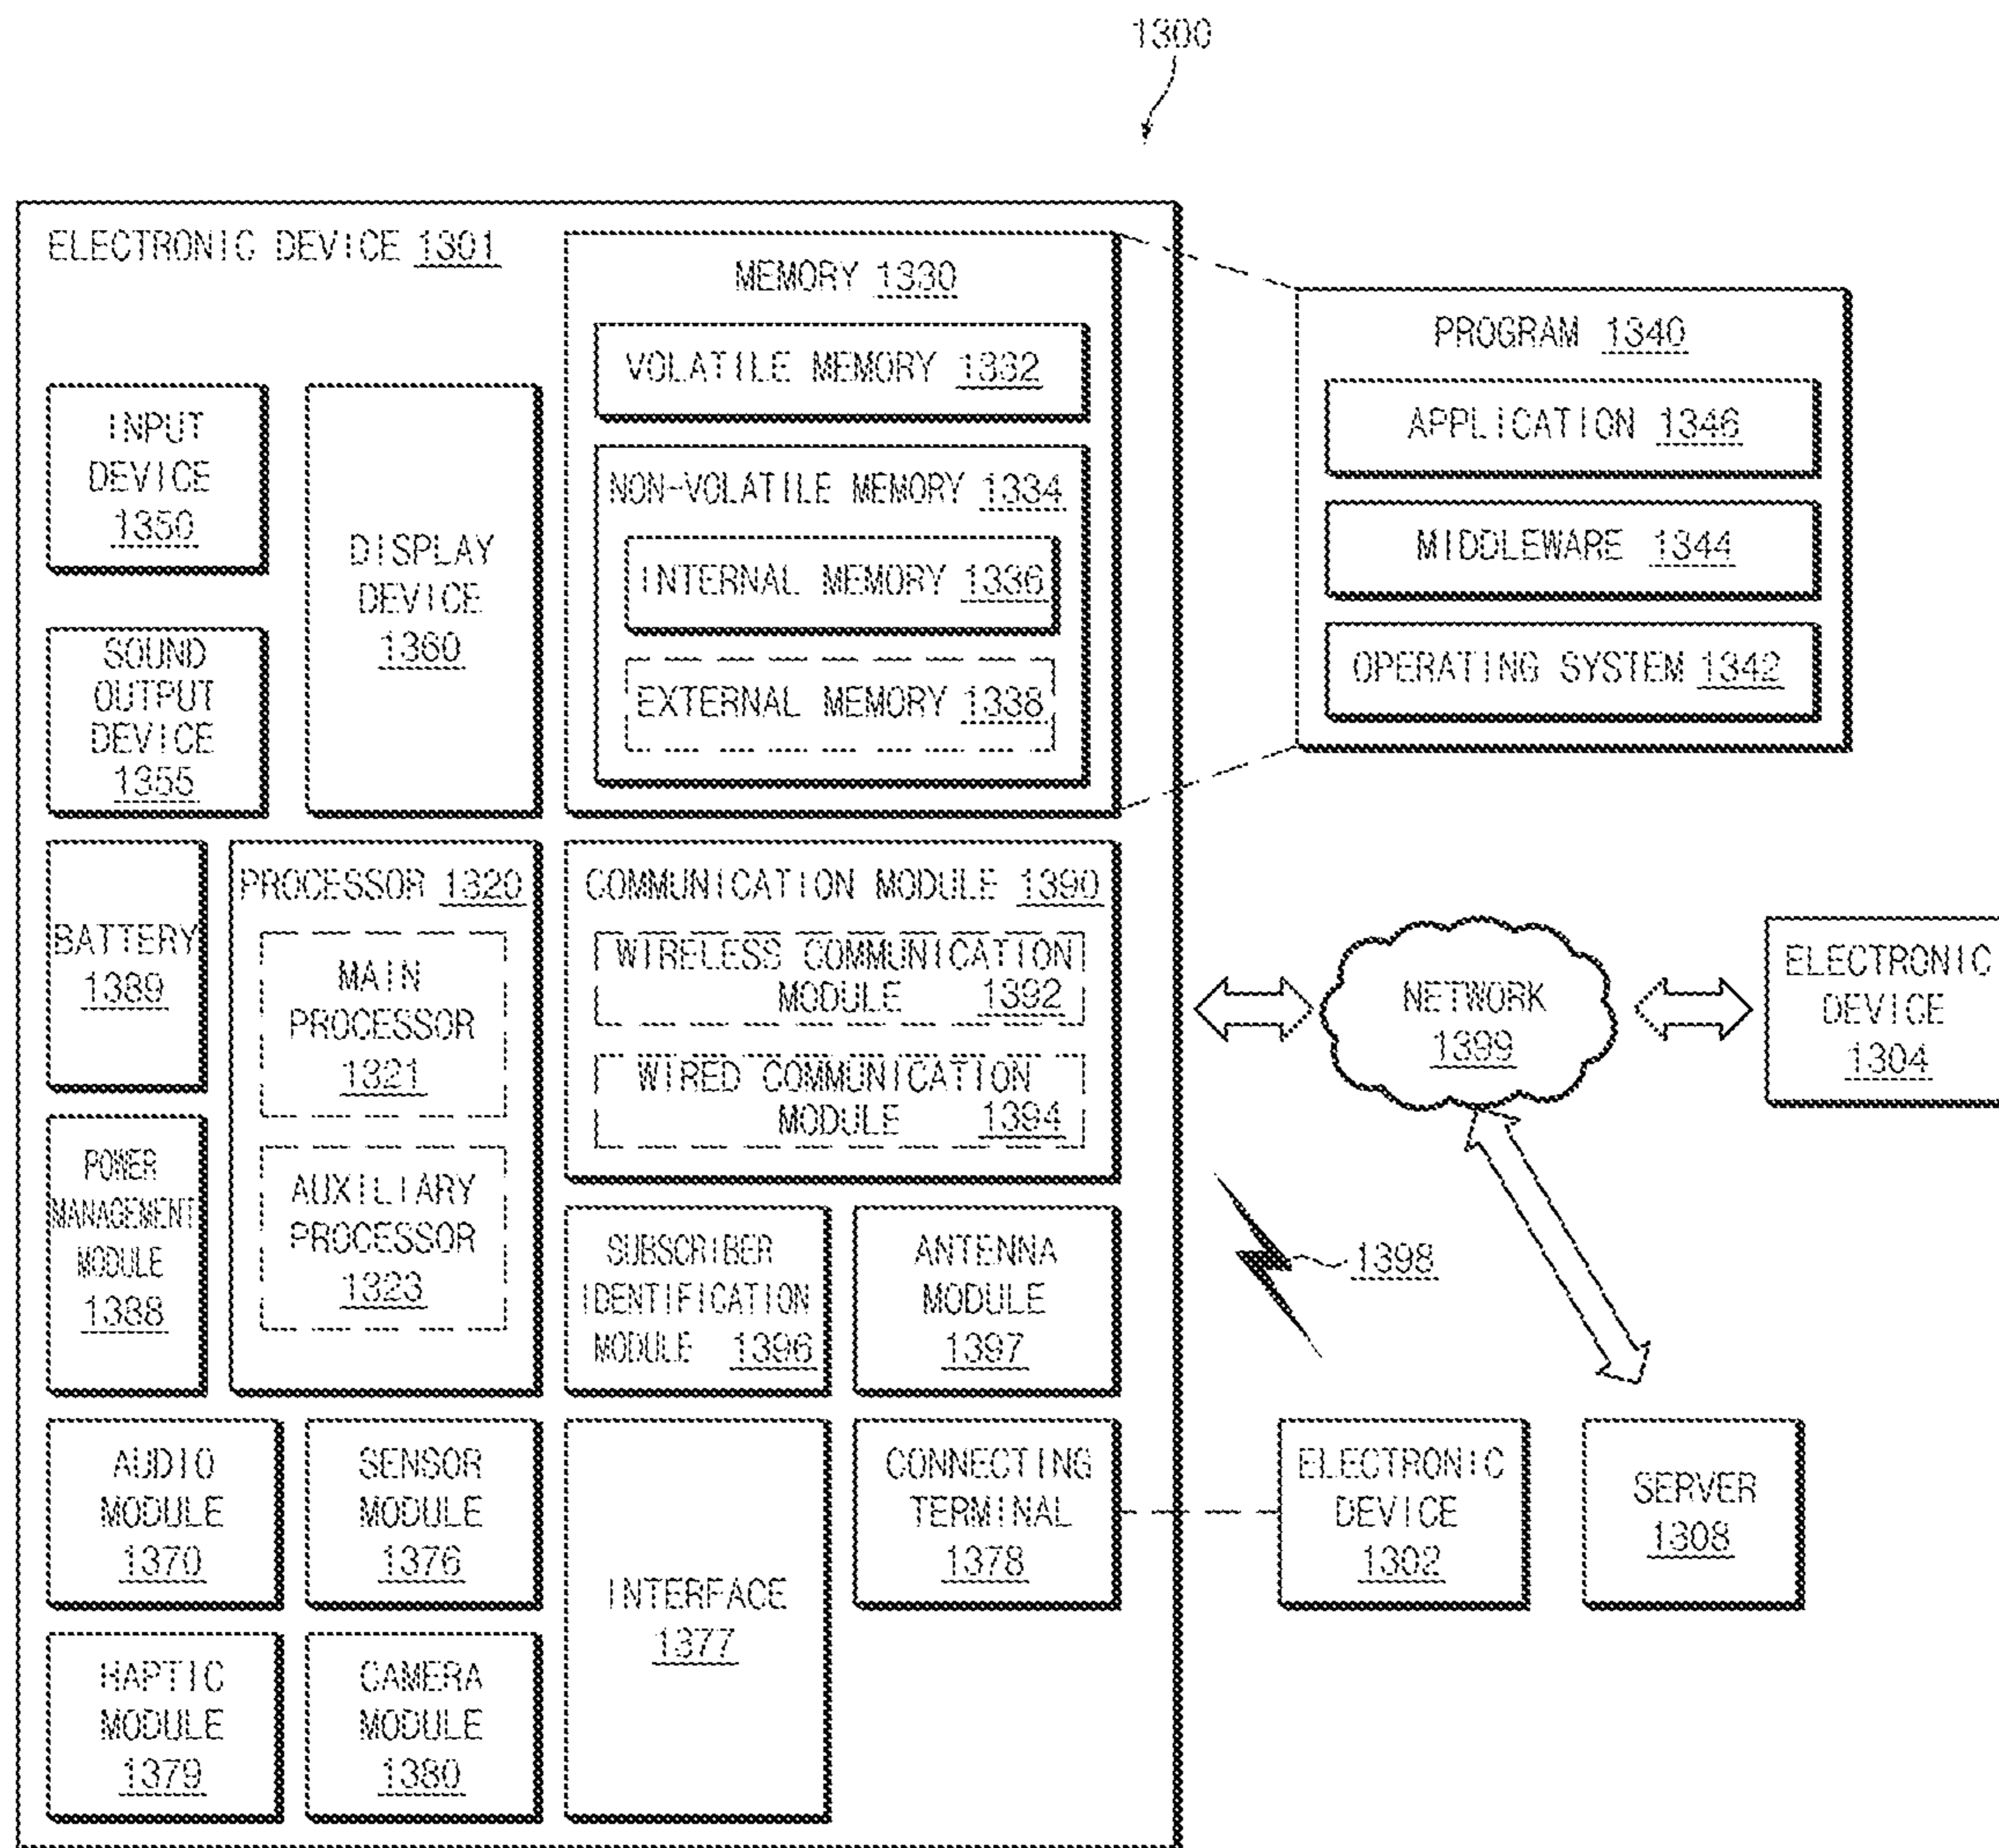 1300
ELECTRONIC DEVICE 1301
MEMORY 1330
VOLATILE MEMORY 1332
NON-VOLATILE MEMORY 1334
INTERNAL MEMORY 1336
EXTERNAL MEMORY 1338
INPUT
DEVICE
1350
SOUND
OUTPUT
DEVICE
1355
DISPLAY
DEVICE
1360
PROGRAM 1340
APPLICATION 1346
MIDDLEWARE 1344
OPERATING SYSTEM 1342
BATTERY
1389
POWER
MANAGEMENT
MODULE
1388
PROCESSOR 1320
MAIN
PROCESSOR
1321
AUXILIARY
PROCESSOR
1323
COMMUNICATION MODULE 1390
WIRELESS COMMUNICATION
MODULE 1392
WIRED COMMUNICATION
MODULE 1394
SUBSCRIBER
IDENTIFICATION
MODULE 1396
ANTENNA
MODULE
1397
NETWORK
1399
ELECTRONIC
DEVICE
1304
1398
AUDIO
MODULE
1370
SENSOR
MODULE
1376
INTERFACE
1377
CONNECTING
TERMINAL
1378
ELECTRONIC
DEVICE
1302
SERVER
1308
HAPTIC
MODULE
1379
CAMERA
MODULE
1380